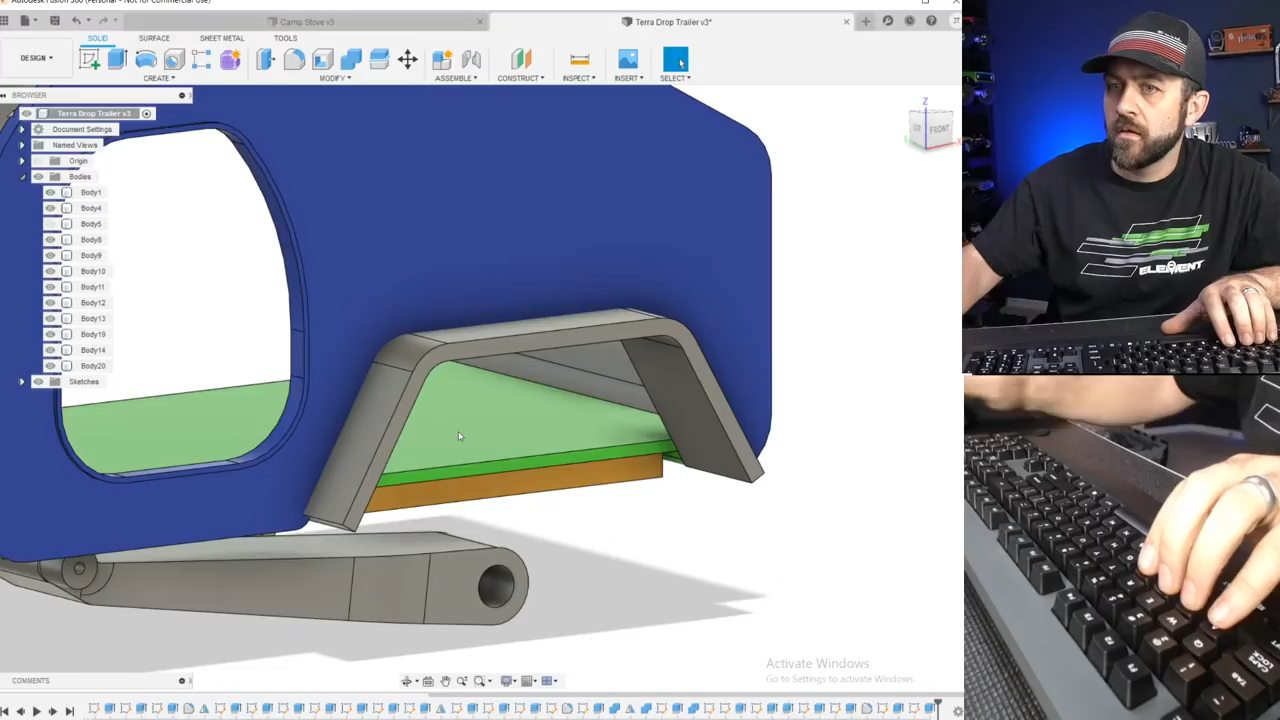 Autodesk Fusion 360 (Personal - Not for Commercial Use)
Camp Stove v3
Terra Drop Trailer v3*
DESIGN
SOLID
SURFACE
SHEET METAL
TOOLS
CREATE
MODIFY
ASSEMBLE
CONSTRUCT
INSPECT
INSERT
SELECT
BROWSER
Terra Drop Trailer v3
Document Settings
Named Views
Origin
Bodies
Body1
Body4
Body5
Body8
Body9
Body10
Body11
Body12
Body13
Body19
Body14
Body20
Sketches
Z
FRONT
ELEMENT
Activate Windows
Go to Settings to activate Windows.
COMMENTS
CAPS LOCK
TAB